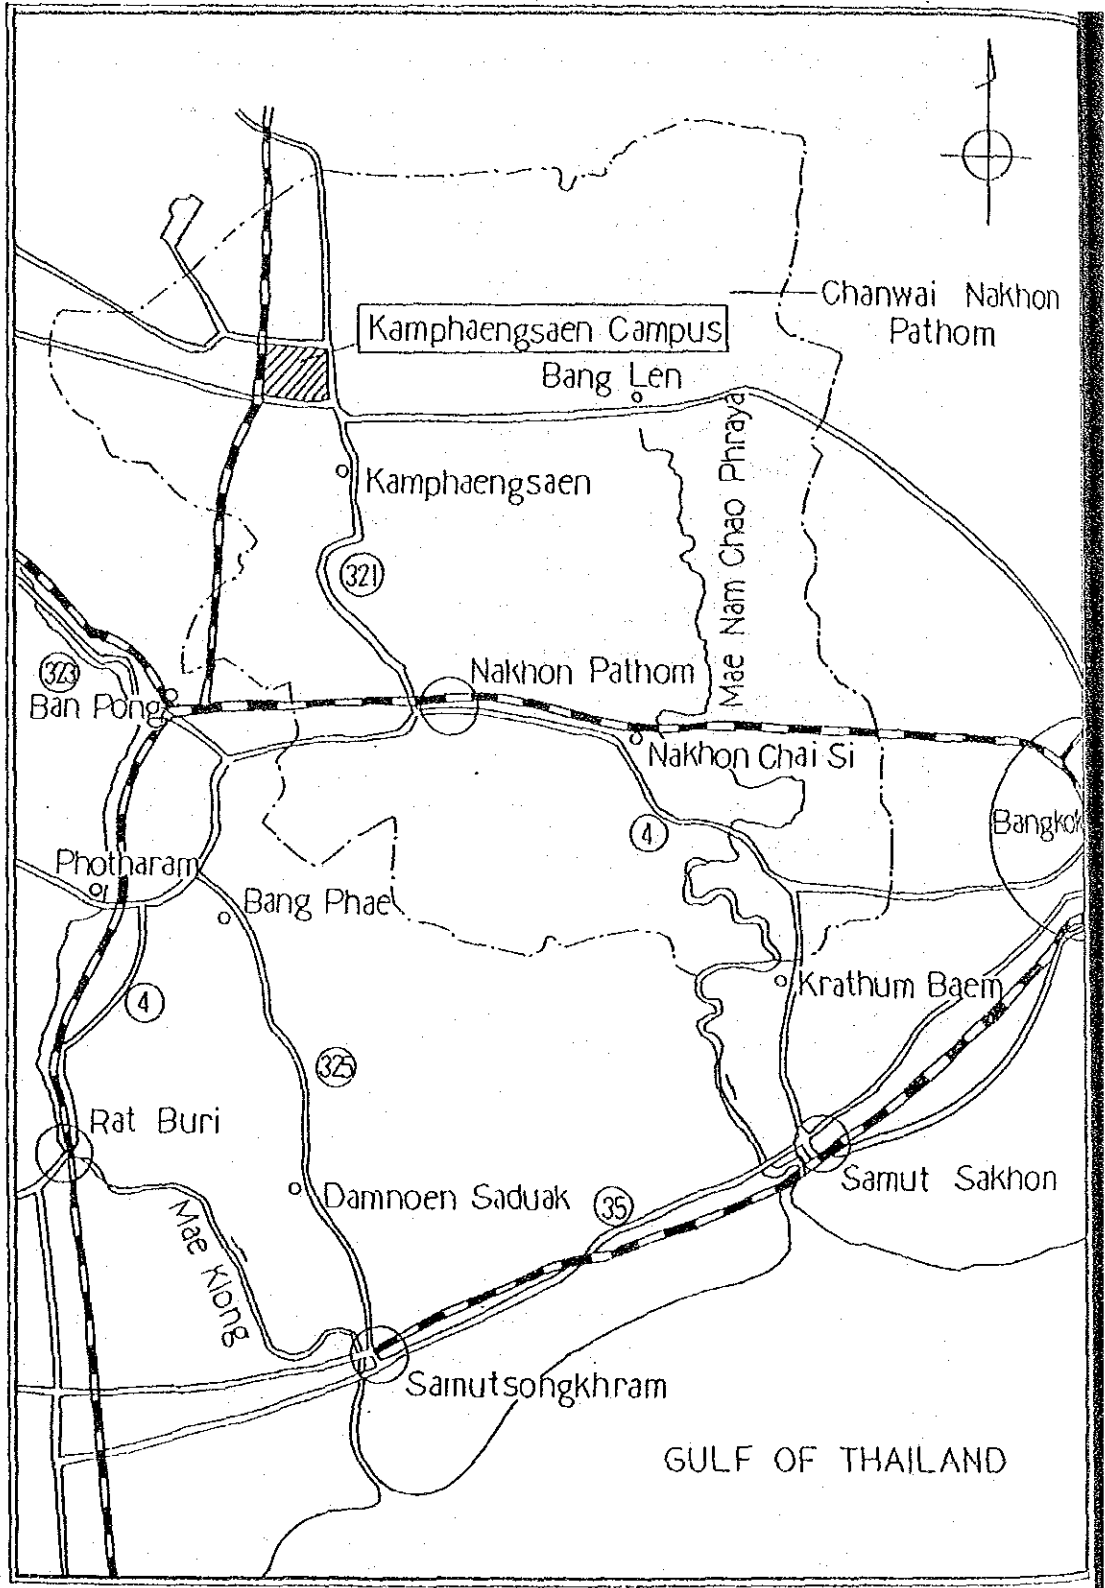 Chanwai Nakhon
Pathom
Kamphaengsaen Campus
Bang Len
Mae Nam Chao Phraya
Kamphaengsaen
321
323
Nakhon Pathom
Ban Pong
Nakhon Chai Si
Bangkok
4
Photharam
Bang Phae
Krathum Baem
4
325
Rat Buri
Samut Sakhon
Damnoen Saduak
35
Mae Klong
Samutsongkhram
GULF OF THAILAND